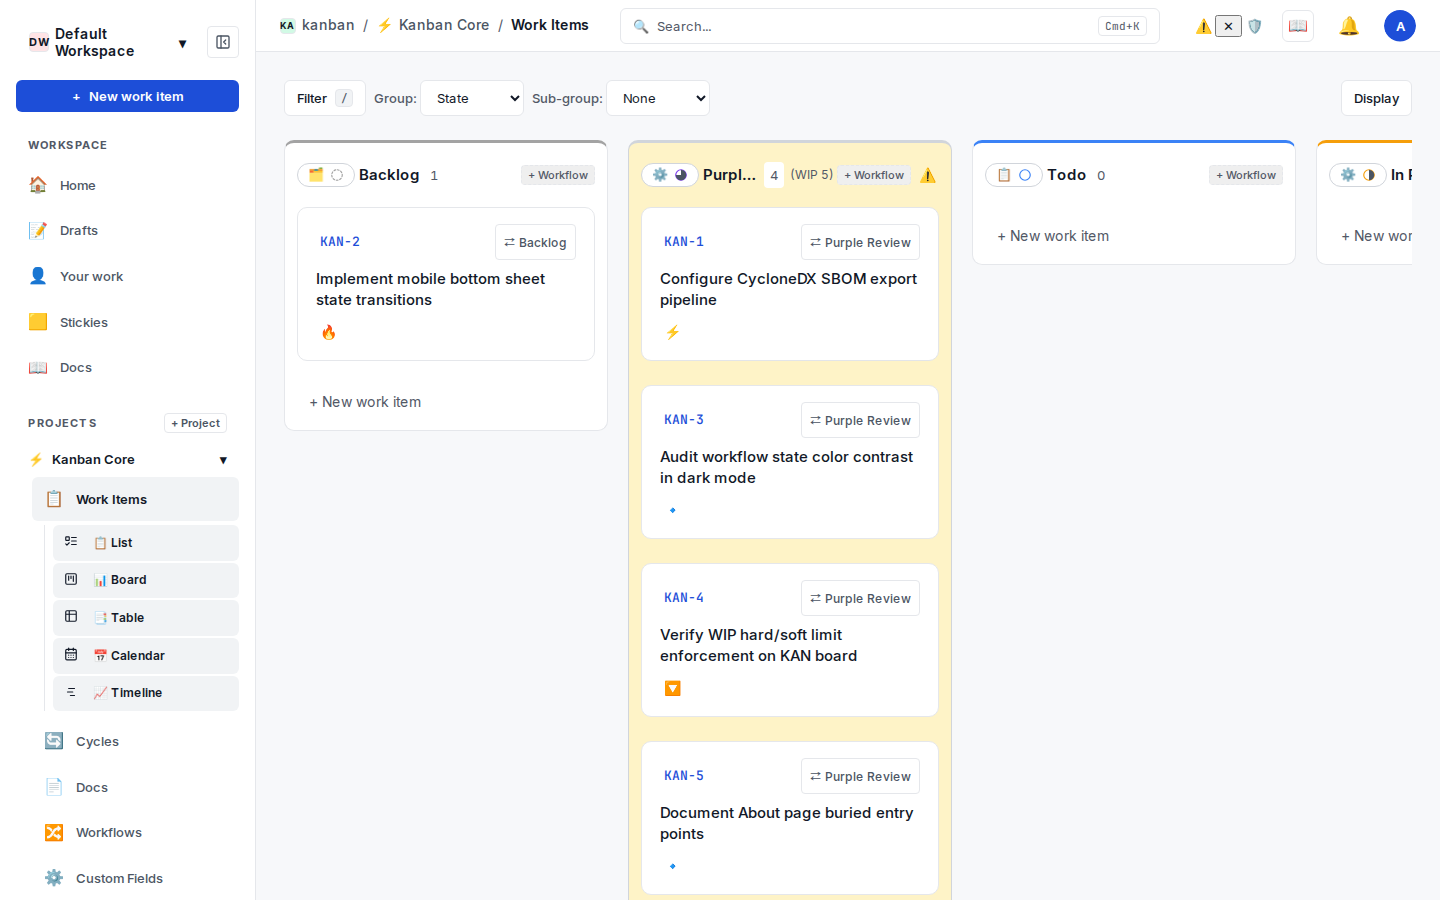 DW Default Workspace ▾
+ New work item
WORKSPACE
Home
Drafts
Your work
Stickies
Docs
PROJECTS + Project
Kanban Core ▾
Work Items
List
Board
Table
Calendar
Timeline
Cycles
Docs
Workflows
Custom Fields
KA kanban / Kanban Core / Work Items
Search... Cmd+K
A
Filter / Group: State Sub-group: None
Display
Backlog 1 + Workflow
KAN-2 ⇄ Backlog
Implement mobile bottom sheet
state transitions
+ New work item
Purpl... 4 (WIP 5) + Workflow
KAN-1 ⇄ Purple Review
Configure CycloneDX SBOM export
pipeline
KAN-3 ⇄ Purple Review
Audit workflow state color contrast
in dark mode
KAN-4 ⇄ Purple Review
Verify WIP hard/soft limit
enforcement on KAN board
KAN-5 ⇄ Purple Review
Document About page buried entry
points
Todo 0 + Workflow
+ New work item
In
+ New